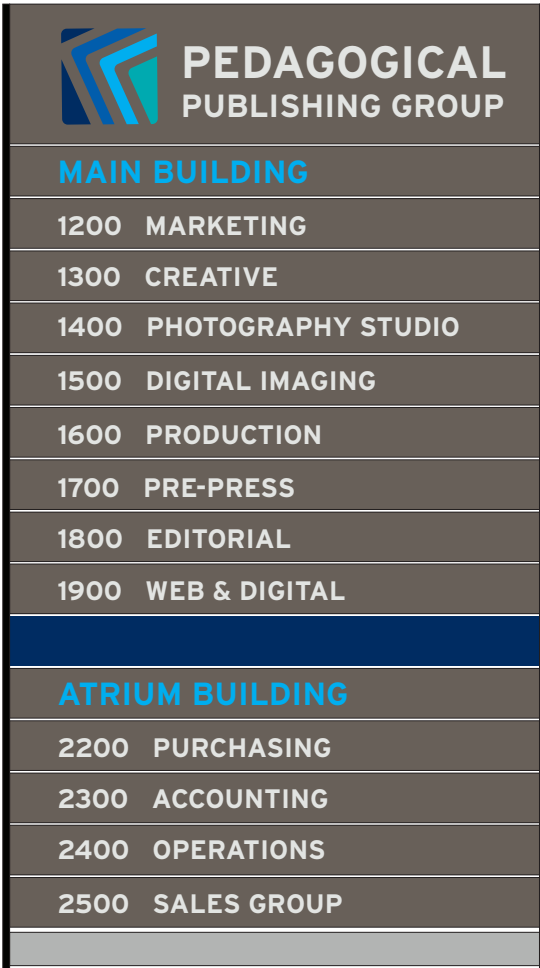 PEDAGOGICAL
PUBLISHING GROUP
MAIN BUILDING
1200 MARKETING
1300 CREATIVE
1400 PHOTOGRAPHY STUDIO
1500 DIGITAL IMAGING
1600 PRODUCTION
1700 PRE-PRESS
1800 EDITORIAL
1900 WEB & DIGITAL
ATRIUM BUILDING
2200 PURCHASING
2300 ACCOUNTING
2400 OPERATIONS
2500 SALES GROUP